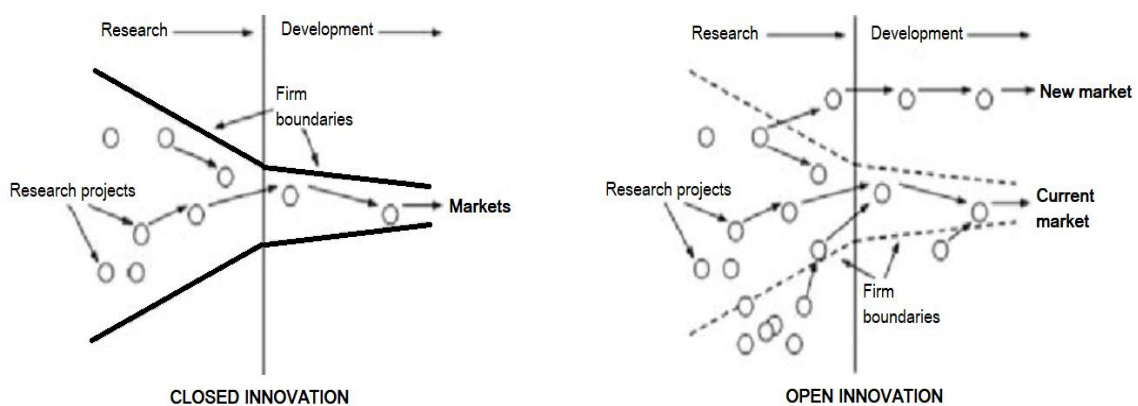 Research
Development
Firm
boundaries
Research projects
Markets
CLOSED INNOVATION
Research
Development
New market
Research projects
Current
market
Firm
boundaries
OPEN INNOVATION